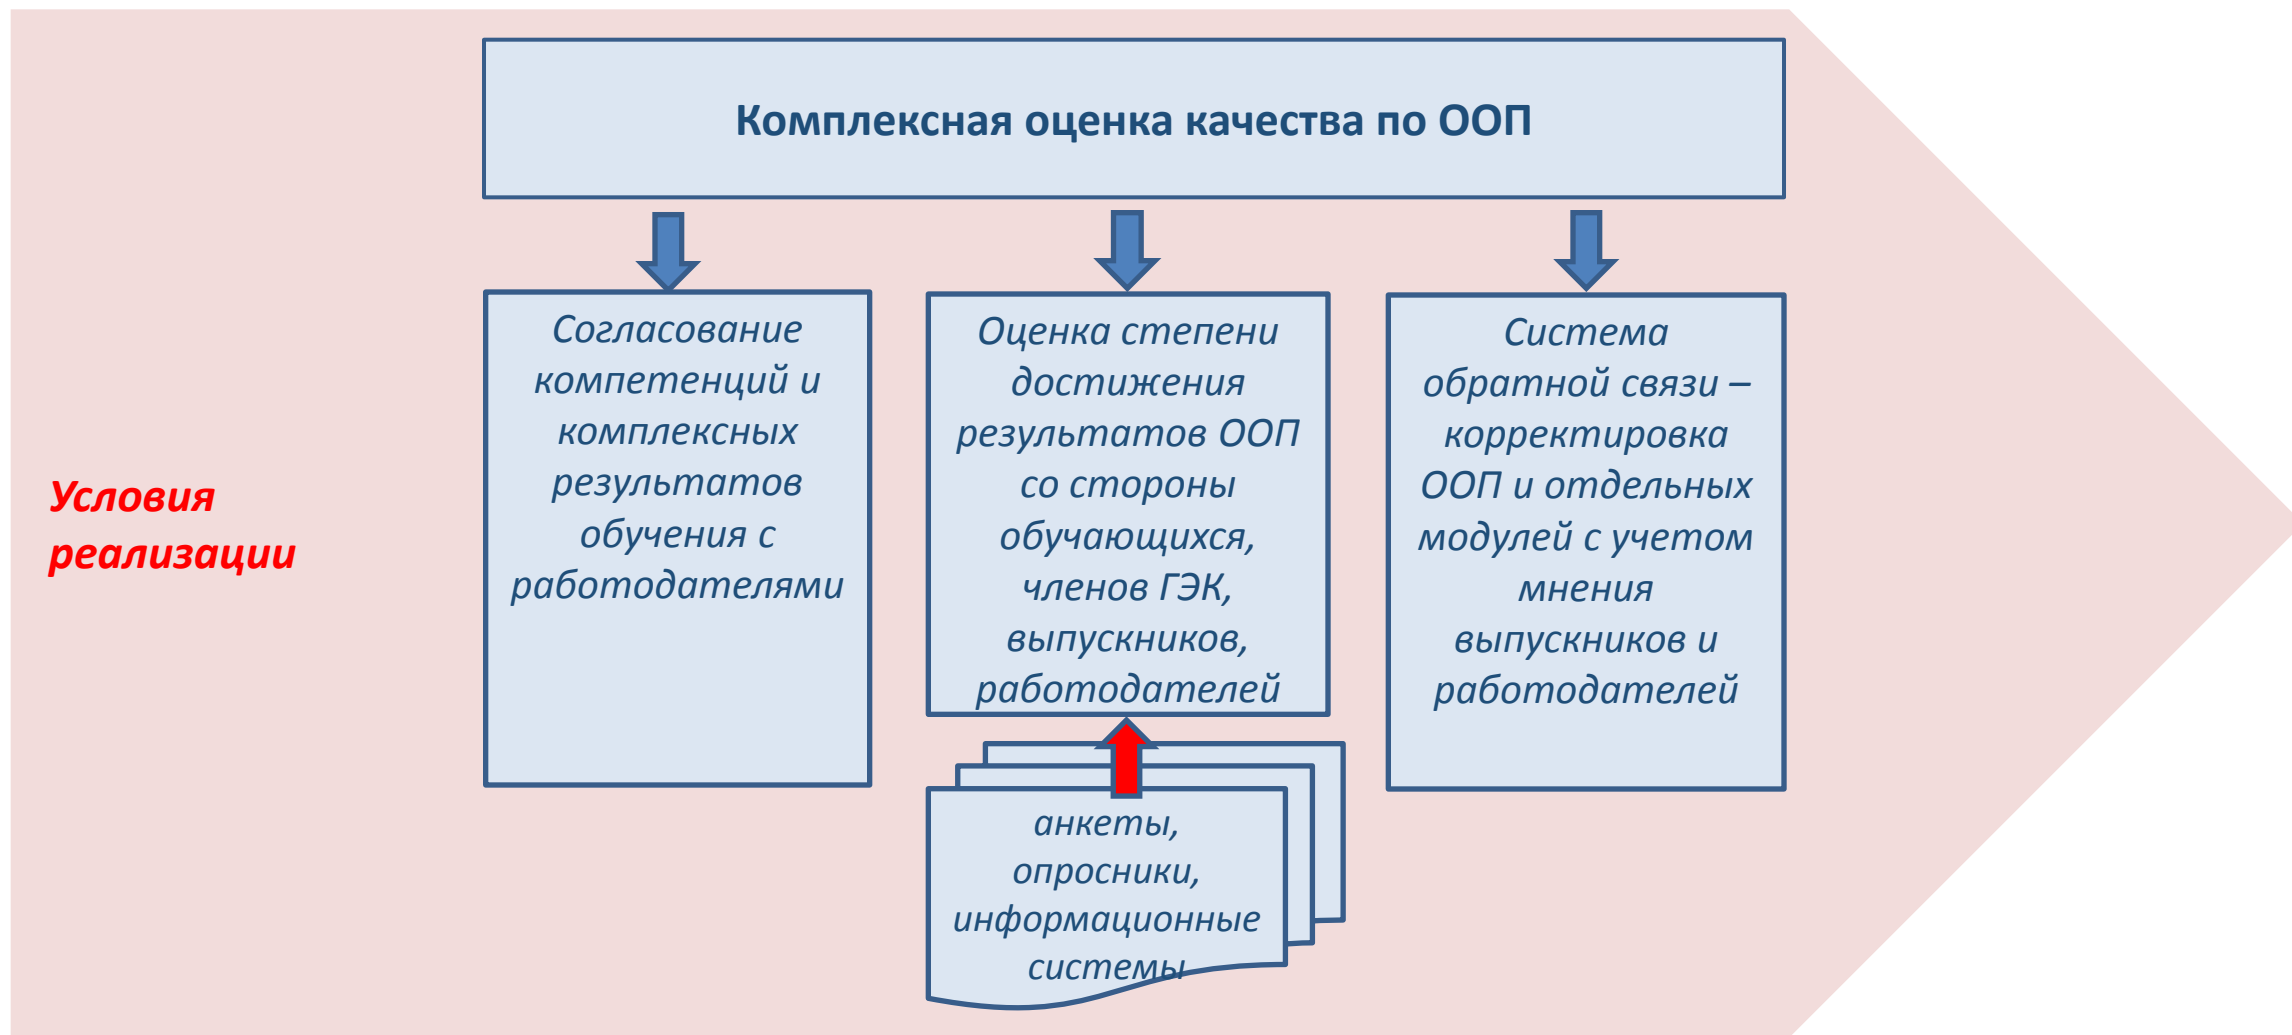 Комплексная оценка качества по ООП
Условия
реализации
Согласование
компетенций и
комплексных
результатов
обучения с
работодателями
Оценка степени
достижения
результатов ООП
со стороны
обучающихся,
членов ГЭК,
выпускников,
работодателей
Система
обратной связи –
корректировка
ООП и отдельных
модулей с учетом
мнения
выпускников и
работодателей
анкеты,
опросники,
информационные
системы